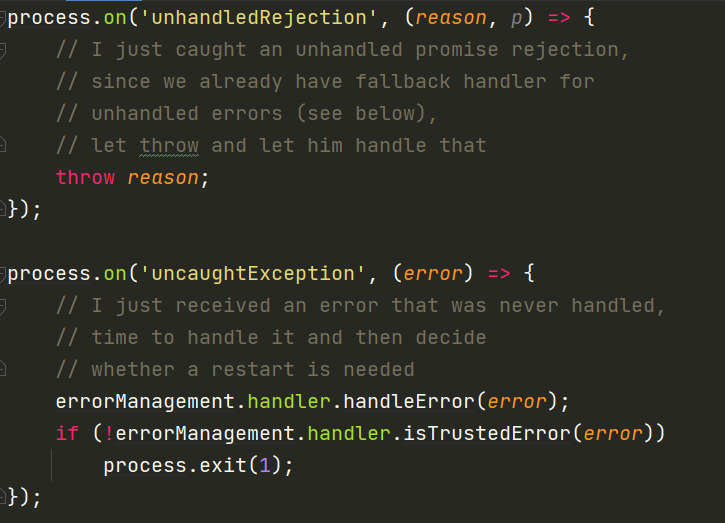 process.on('unhandledRejection', (reason, p) => {
    // I just caught an unhandled promise rejection,
    // since we already have fallback handler for
    // unhandled errors (see below),
    // let throw and let him handle that
    throw reason;
});

process.on('uncaughtException', (error) => {
    // I just received an error that was never handled,
    // time to handle it and then decide
    // whether a restart is needed
    errorManagement.handler.handleError(error);
    if (!errorManagement.handler.isTrustedError(error))
        process.exit(1);
});